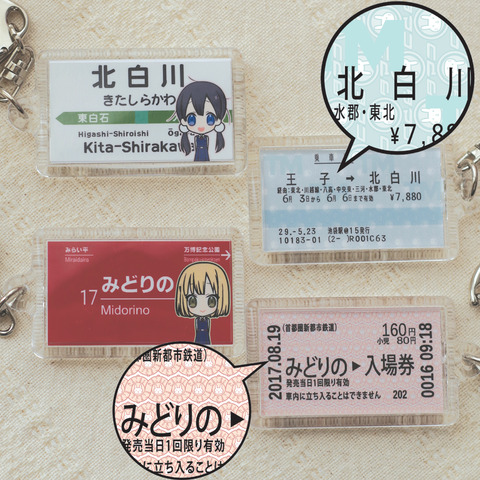 北白川
きたしらかわ
東白石
Higashi-Shiroishi
Kita-Shirakawa
北白川
水郡・東北
¥7,88
乗車
王子→北白川
経由:東北・川越線・八高・中央東・三河・水郡・東北
6月 3日から 6月 6日まで有効 ¥7,880
29.-5.23 池袋駅@15発行
10183-01 (2-) R001C63
みらい平
Miradaira
万博記念公園
17 みどりの
Midorino
2017.08.19
(首都圏新都市鉄道)
160円
小児 80円
みどりの▶入場券
発売当日1回限り有効
車内に立ち入ることはできません 202
0016 09:18
圏新都市鉄道)
みどりの▶
発売当日1回限り有効
に立ち入ることは